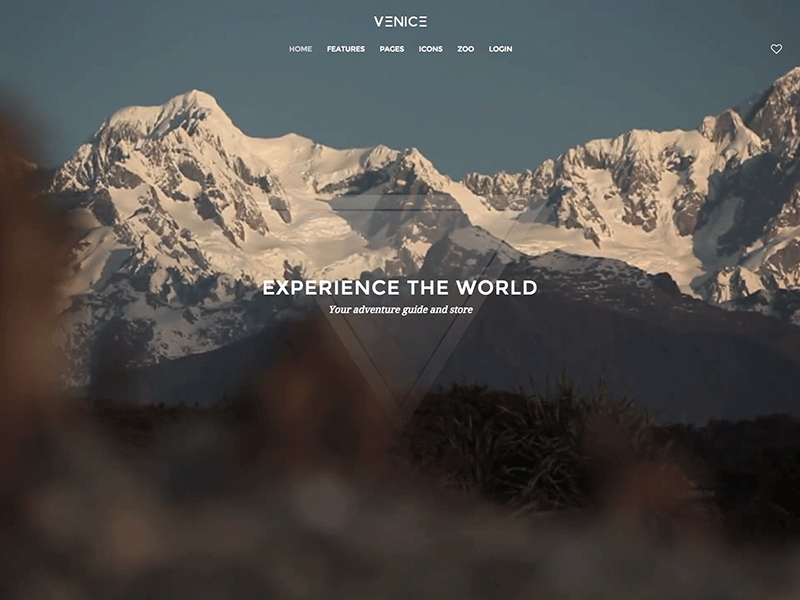 VENICE
HOME FEATURES PAGES ICONS ZOO LOGIN
EXPERIENCE THE WORLD
Your adventure guide and store